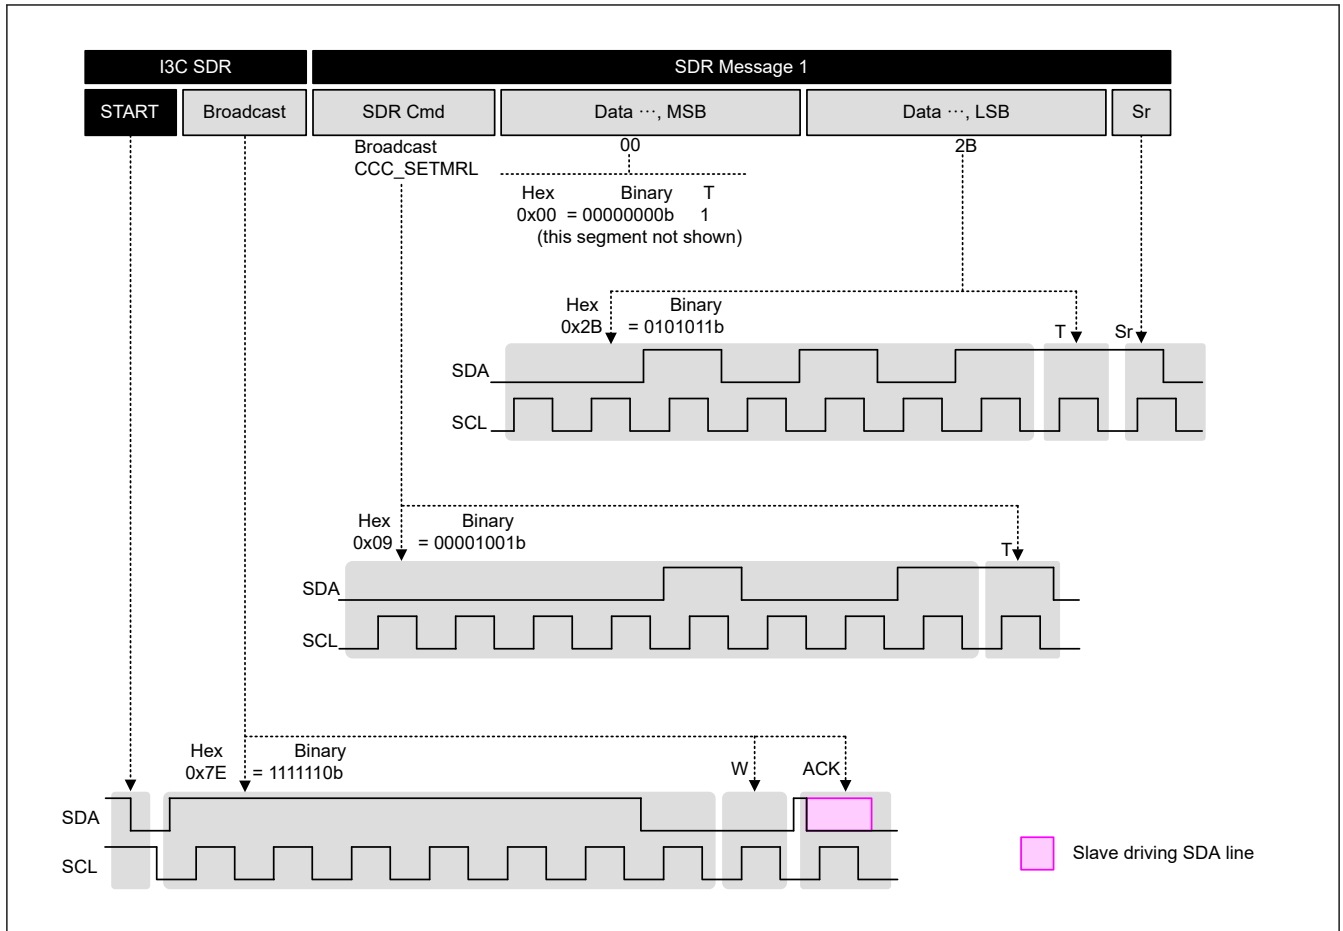 I3C SDR
SDR Message 1
START
Broadcast
SDR Cmd
Data ···, MSB
Data ···, LSB
Sr
Broadcast
CCC_SETMRL
00
2B
Hex Binary T
0x00 = 00000000b 1
(this segment not shown)
Hex Binary
0x2B = 0101011b
T
Sr
SDA
SCL
Hex Binary
0x09 = 00001001b
T
SDA
SCL
Hex Binary
0x7E = 1111110b
W
ACK
SDA
SCL
Slave driving SDA line